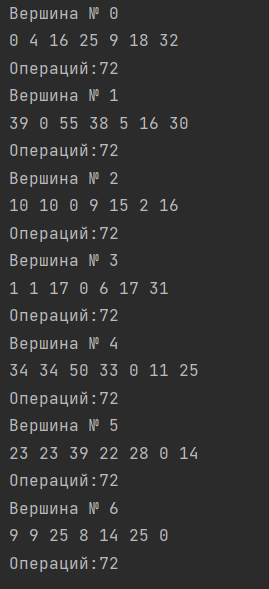 Вершина № 0
0 4 16 25 9 18 32
Операций:72
Вершина № 1
39 0 55 38 5 16 30
Операций:72
Вершина № 2
10 10 0 9 15 2 16
Операций:72
Вершина № 3
1 1 17 0 6 17 31
Операций:72
Вершина № 4
34 34 50 33 0 11 25
Операций:72
Вершина № 5
23 23 39 22 28 0 14
Операций:72
Вершина № 6
9 9 25 8 14 25 0
Операций:72